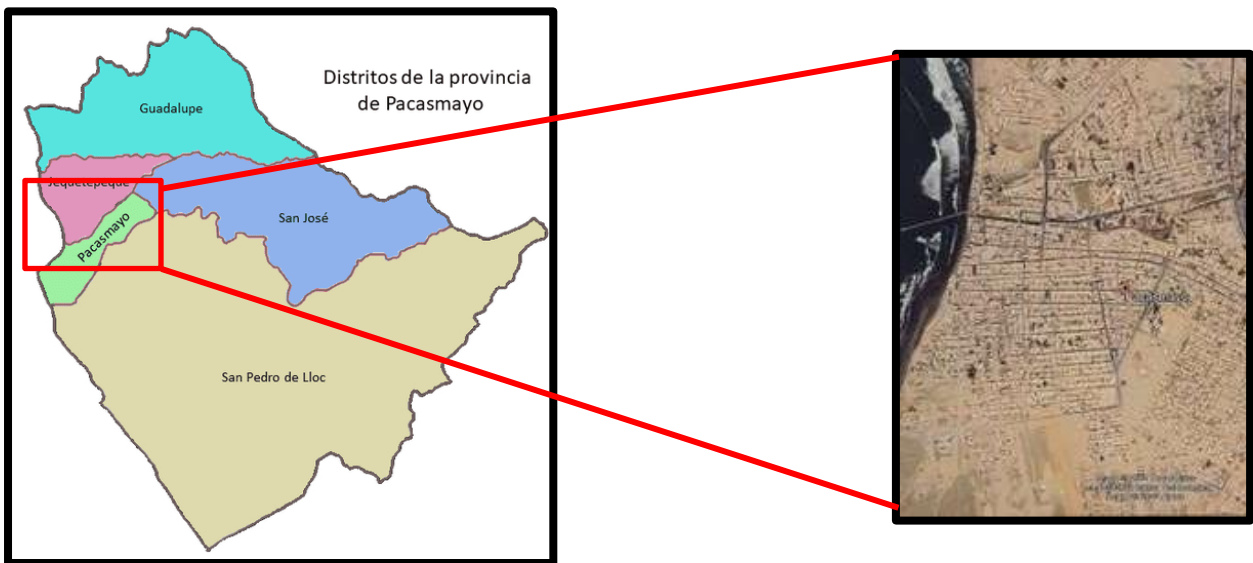 Distritos de la provincia
de Pacasmayo
Guadalupe
Jequetepeque
San José
Pacasmayo
San Pedro de Lloc